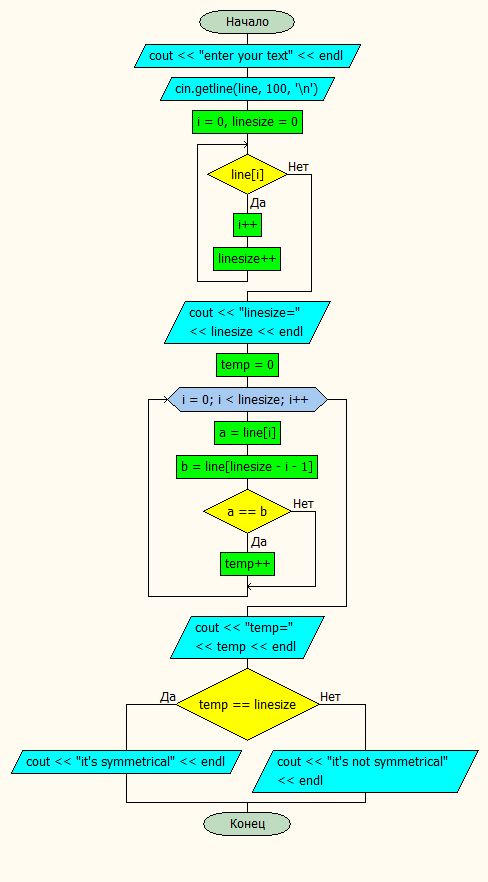 Начало
cout << "enter your text" << endl
cin.getline(line, 100, '\n')
i = 0, linesize = 0
line[i]
Нет
Да
i++
linesize++
cout << "linesize="
<< linesize << endl
temp = 0
i = 0; i < linesize; i++
a = line[i]
b = line[linesize - i - 1]
a == b
Нет
Да
temp++
cout << "temp="
<< temp << endl
temp == linesize
Да
Нет
cout << "it's symmetrical" << endl
cout << "it's not symmetrical"
<< endl
Конец